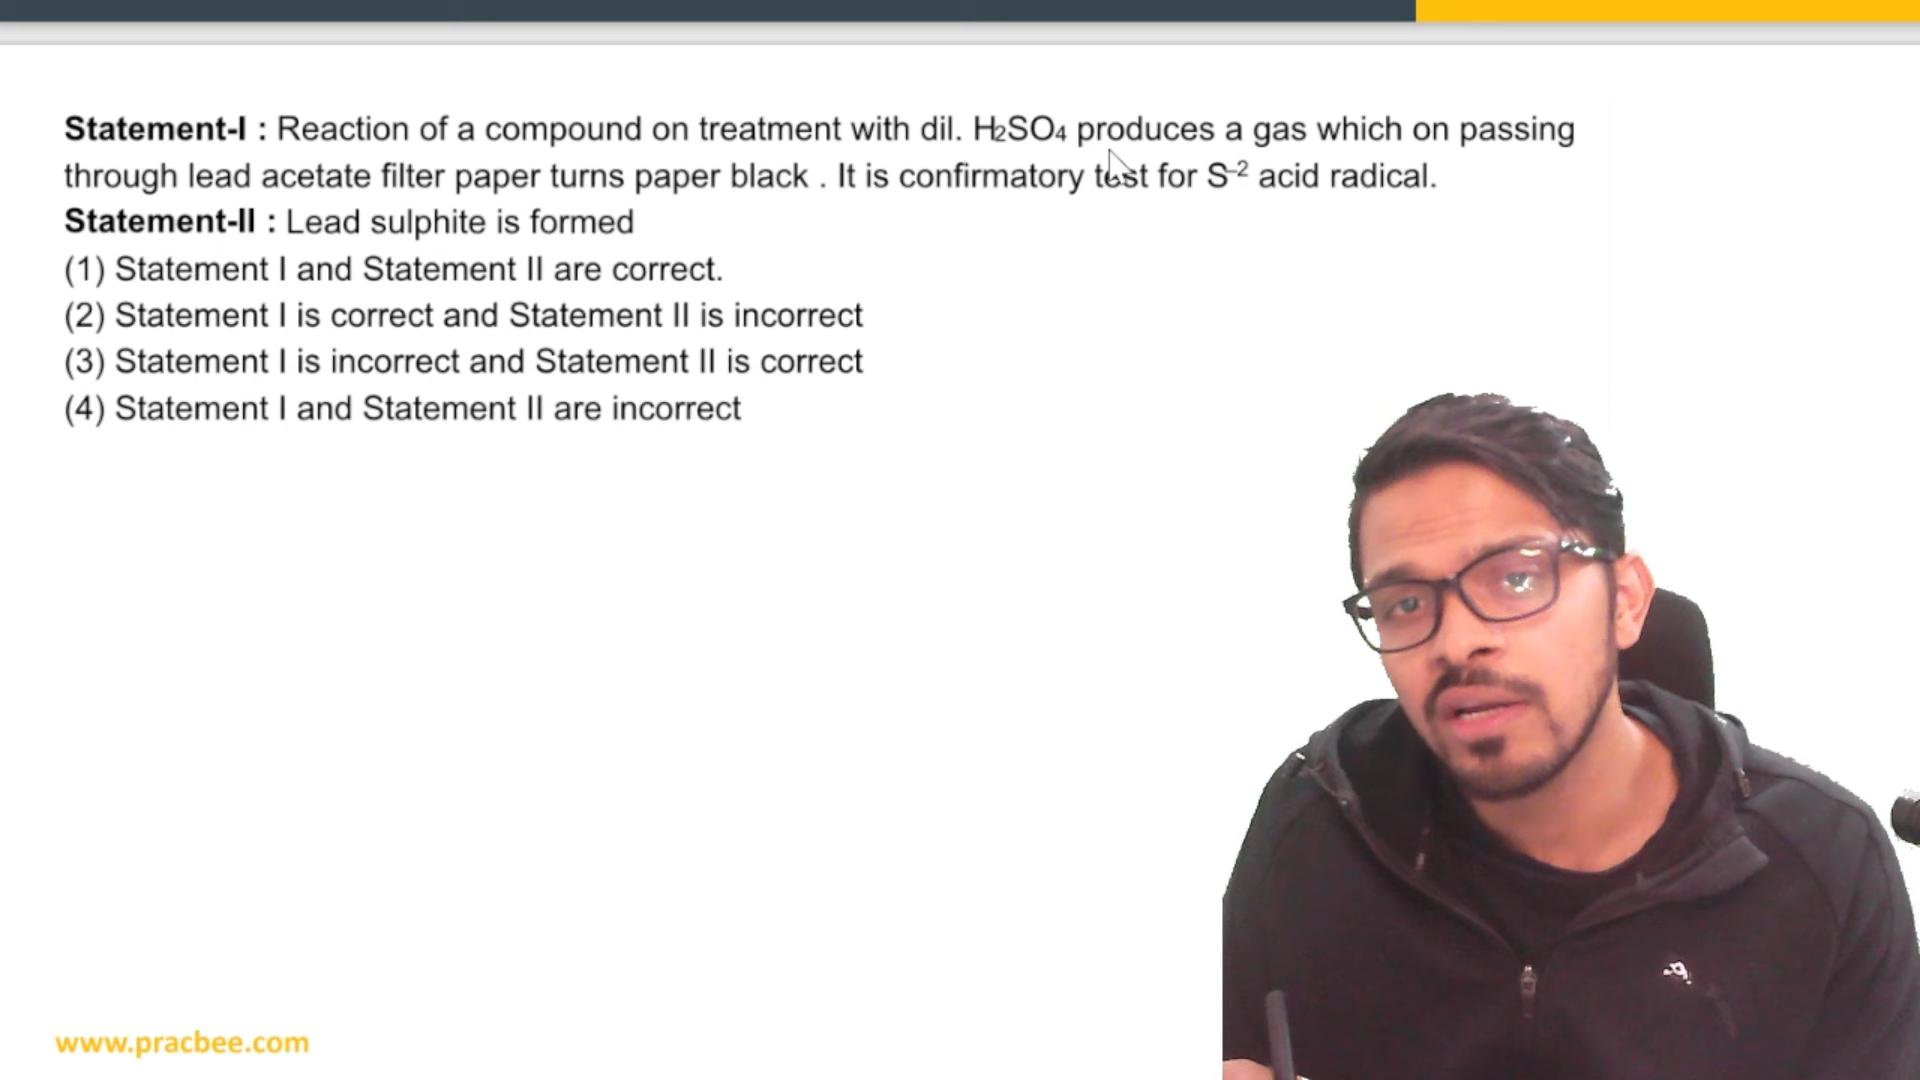 Statement-I : Reaction of a compound on treatment with dil. H₂SO₄ produces a gas which on passing
through lead acetate filter paper turns paper black . It is confirmatory test for S⁻² acid radical.
Statement-II : Lead sulphite is formed
(1) Statement I and Statement II are correct.
(2) Statement I is correct and Statement II is incorrect
(3) Statement I is incorrect and Statement II is correct
(4) Statement I and Statement II are incorrect
www.pracbee.com